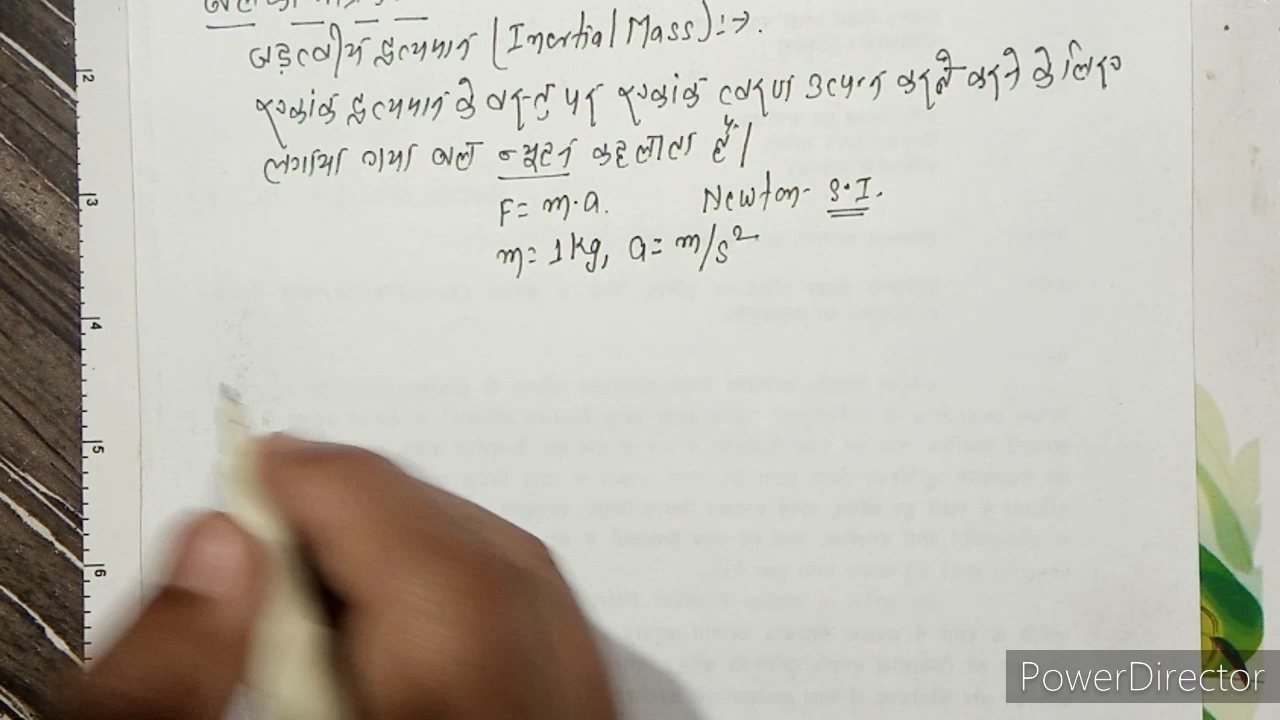 जड़त्वीय द्रव्यमान (Inertial Mass):→.
एकांक द्रव्यमान के वस्तु पर एकांक त्वरण उत्पन्न करने करने के लिए
लगाया गया बल न्यूटन कहलाता है।
F= m·a. Newton- S·I.
m= 1kg, a= m/s²
PowerDirector